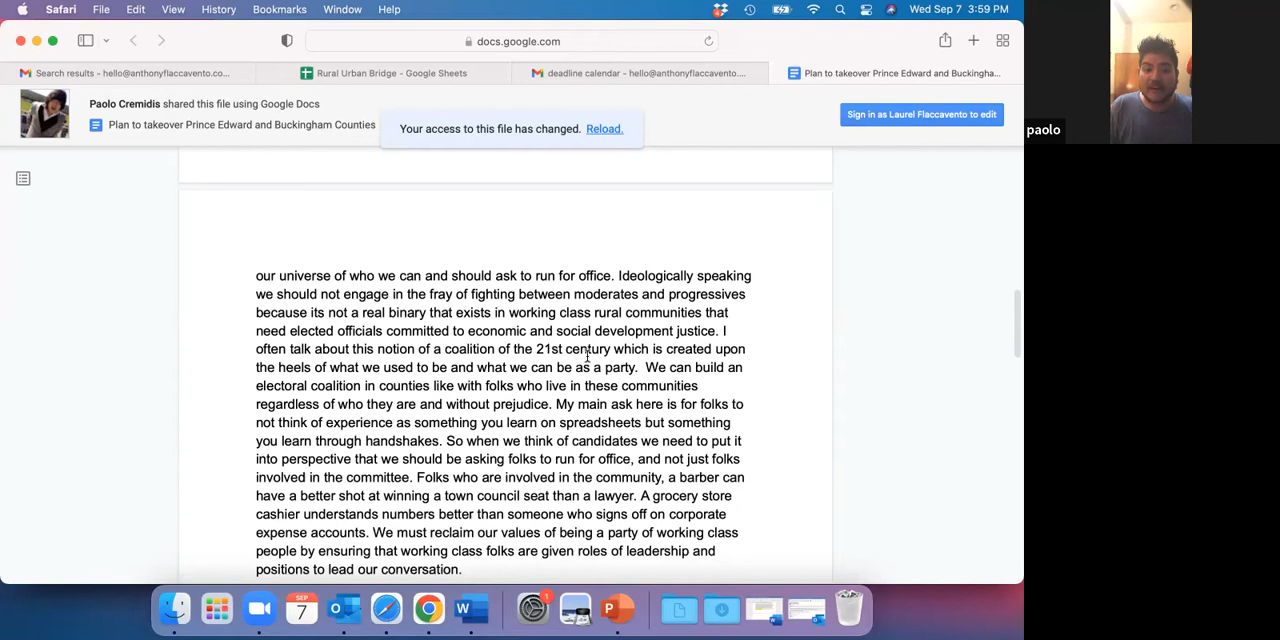 Safari File Edit View History Bookmarks Window Help Wed Sep 7 3:59 PM
docs.google.com
Search results - hello@anthonyflaccavento.co... Rural Urban Bridge - Google Sheets deadline calendar - hello@anthonyflaccavento.... Plan to takeover Prince Edward and Buckingha...
Paolo Cremidis shared this file using Google Docs
Plan to takeover Prince Edward and Buckingham Counties
Your access to this file has changed. Reload.
Sign in as Laurel Flaccavento to edit
paolo
our universe of who we can and should ask to run for office. Ideologically speaking
we should not engage in the fray of fighting between moderates and progressives
because its not a real binary that exists in working class rural communities that
need elected officials committed to economic and social development justice. I
often talk about this notion of a coalition of the 21st century which is created upon
the heels of what we used to be and what we can be as a party. We can build an
electoral coalition in counties like with folks who live in these communities
regardless of who they are and without prejudice. My main ask here is for folks to
not think of experience as something you learn on spreadsheets but something
you learn through handshakes. So when we think of candidates we need to put it
into perspective that we should be asking folks to run for office, and not just folks
involved in the committee. Folks who are involved in the community, a barber can
have a better shot at winning a town council seat than a lawyer. A grocery store
cashier understands numbers better than someone who signs off on corporate
expense accounts. We must reclaim our values of being a party of working class
people by ensuring that working class folks are given roles of leadership and
positions to lead our conversation.
SEP
7
1
W
P